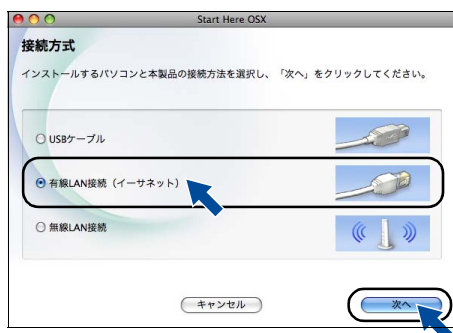 Start Here OSX
接続方式
インストールするパソコンと本製品の接続方法を選択し、「次へ」をクリックしてください。
USBケーブル
有線LAN接続（イーサネット）
無線LAN接続
キャンセル
次へ